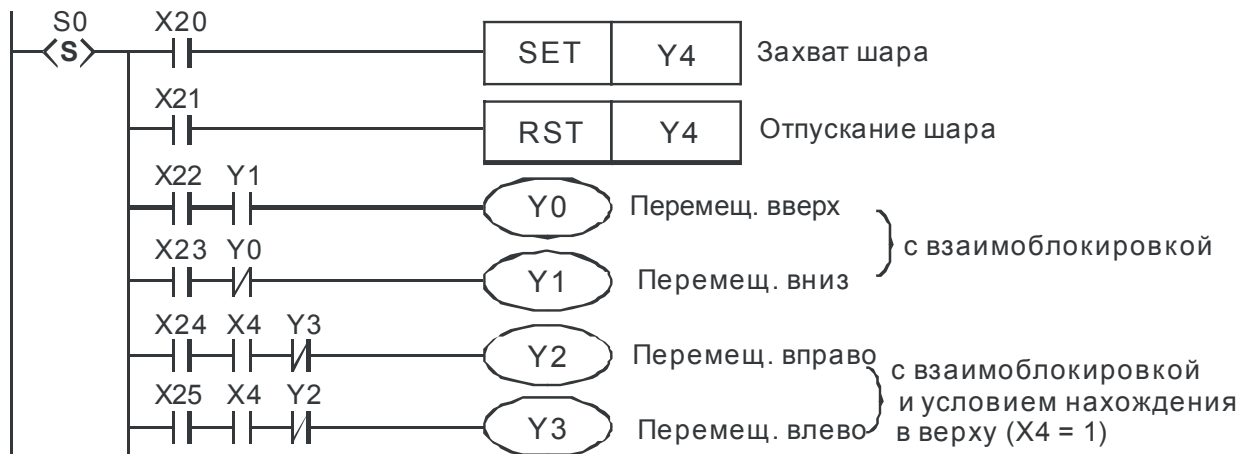 S0 X20
S SET Y4 Захват шара
X21
RST Y4 Отпускание шара
X22 Y1
Y0 Перемещ. вверх
с взаимоблокировкой
X23 Y0
Y1 Перемещ. вниз
X24 X4 Y3
Y2 Перемещ. вправо
с взаимоблокировкой
и условием нахождения
в верху (X4 = 1)
X25 X4 Y2
Y3 Перемещ. влево